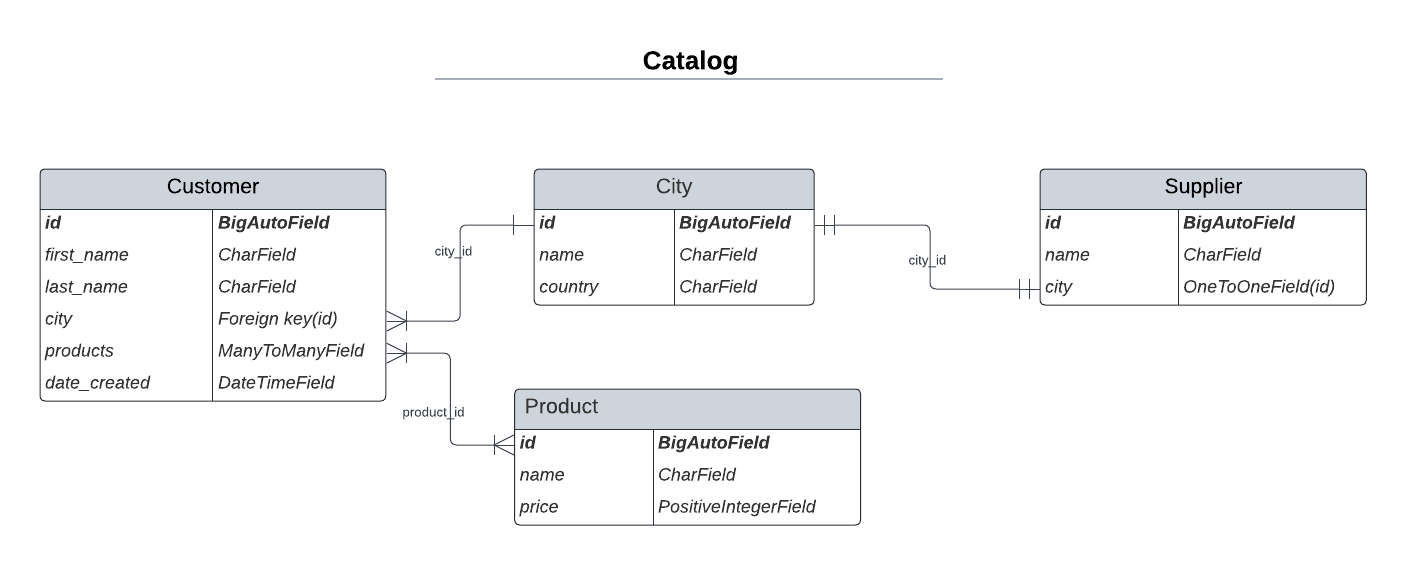 Catalog
Customer
id BigAutoField
first_name CharField
last_name CharField
city Foreign key(id)
products ManyToManyField
date_created DateTimeField
city_id
City
id BigAutoField
name CharField
country CharField
city_id
Supplier
id BigAutoField
name CharField
city OneToOneField(id)
product_id
Product
id BigAutoField
name CharField
price PositiveIntegerField